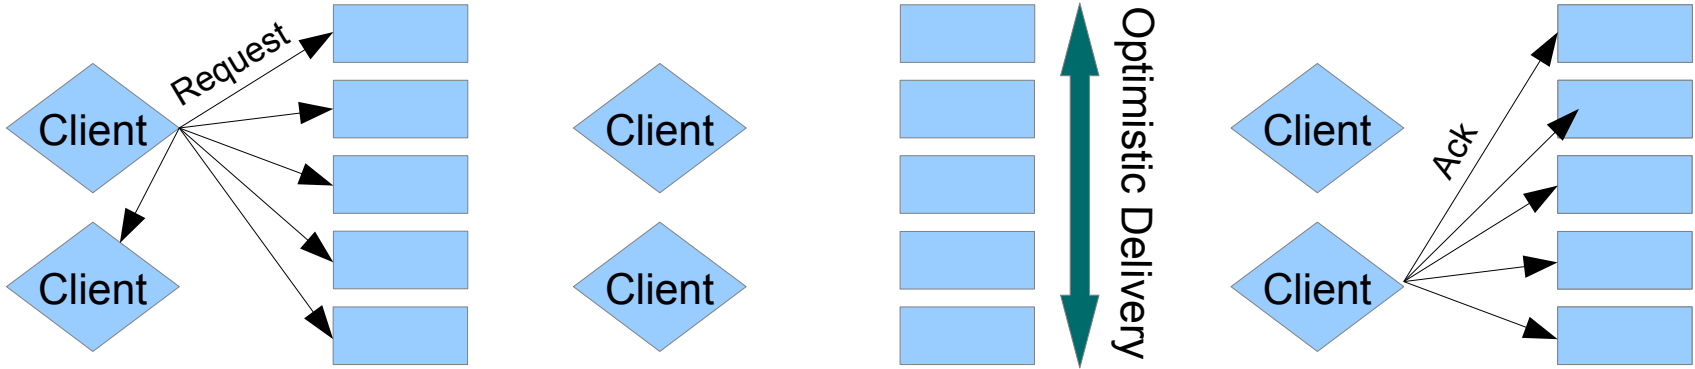 Request
Client
Client
Client
Client
Optimistic Delivery
Client
Ack
Client